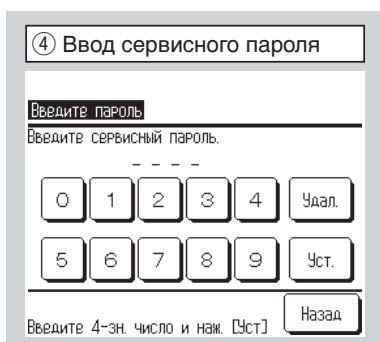 ④ Ввод сервисного пароля
Введите пароль
Введите сервисный пароль.
– – – –
0 1 2 3 4 Удал.
5 6 7 8 9 Уст.
Введите 4-зн. число и наж. [Уст] Назад